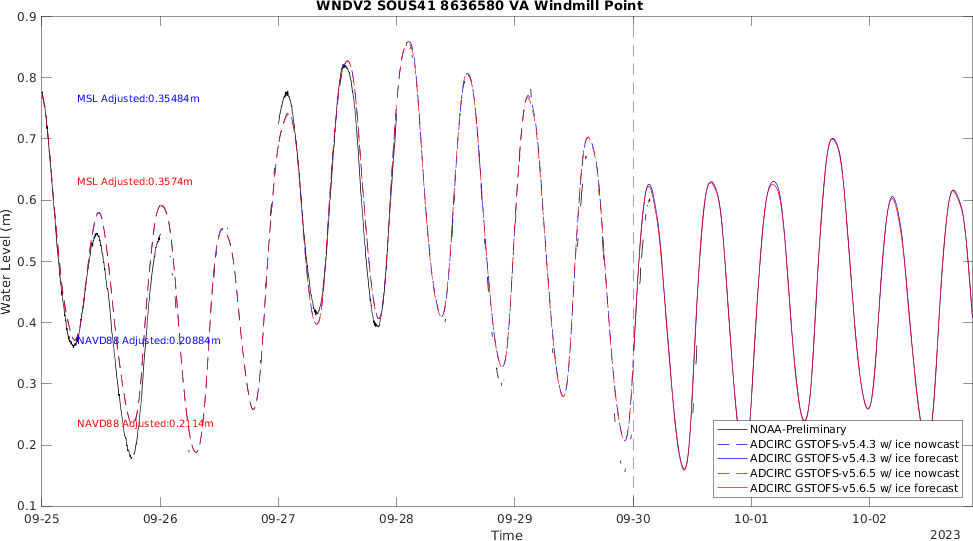 WNDV2 SOUS41 8636580 VA Windmill Point
0.9
0.8
0.7
0.6
0.5
0.4
0.3
0.2
0.1
Water Level (m)
MSL Adjusted:0.35484m
MSL Adjusted:0.3574m
NAVD88 Adjusted:0.20884m
NAVD88 Adjusted:0.2114m
NOAA-Preliminary
ADCIRC GSTOFS-v5.4.3 w/ ice nowcast
ADCIRC GSTOFS-v5.4.3 w/ ice forecast
ADCIRC GSTOFS-v5.6.5 w/ ice nowcast
ADCIRC GSTOFS-v5.6.5 w/ ice forecast
09-25 09-26 09-27 09-28 09-29 09-30 10-01 10-02
Time
2023